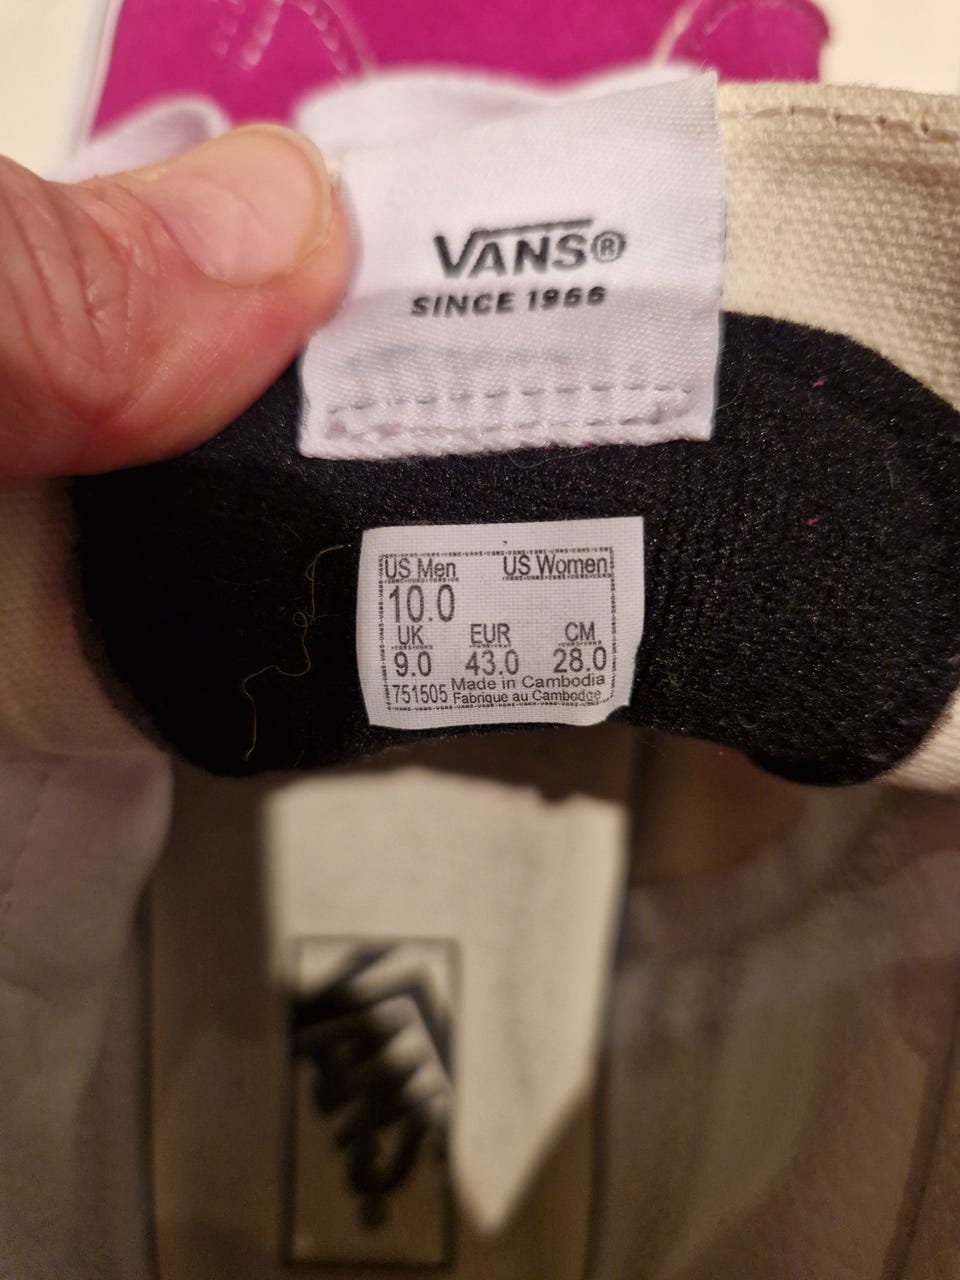 VANS®
SINCE 1966
US Men US Women
10.0
UK EUR CM
9.0 43.0 28.0
751505 Made in Cambodia
Fabrique au Cambodge